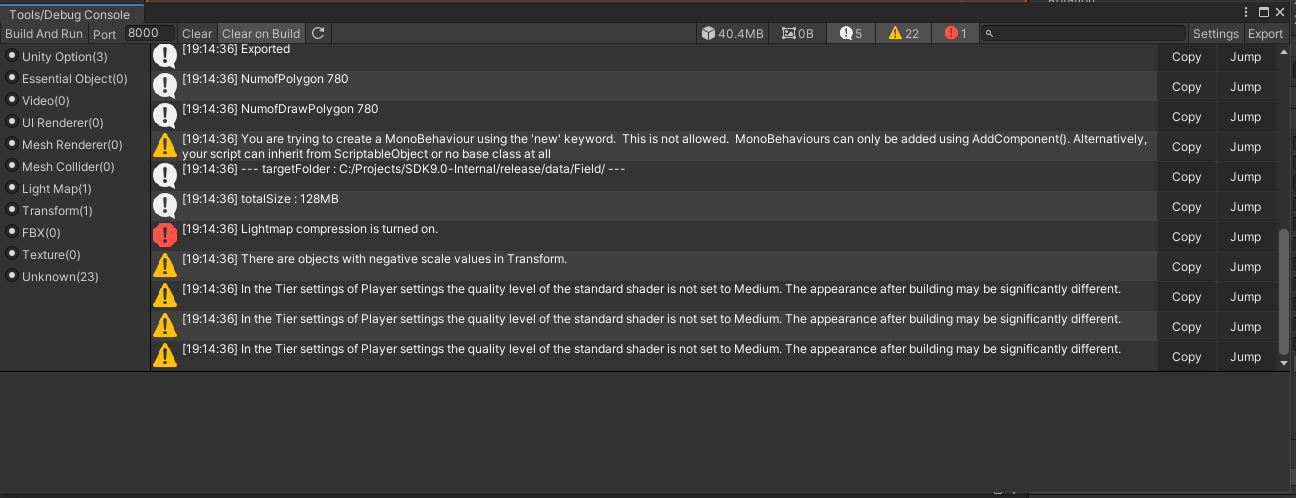 Tools/Debug Console
Build And Run Port 8000 Clear Clear on Build 40.4MB 0B 5 22 1 Settings Export
Unity Option(3)
Essential Object(0)
Video(0)
UI Renderer(0)
Mesh Renderer(0)
Mesh Collider(0)
Light Map(1)
Transform(1)
FBX(0)
Texture(0)
Unknown(23)
[19:14:36] Exported Copy Jump
[19:14:36] NumofPolygon 780 Copy Jump
[19:14:36] NumofDrawPolygon 780 Copy Jump
[19:14:36] You are trying to create a MonoBehaviour using the 'new' keyword.  This is not allowed.  MonoBehaviours can only be added using AddComponent(). Alternatively,
your script can inherit from ScriptableObject or no base class at all Copy Jump
[19:14:36] --- targetFolder : C:/Projects/SDK9.0-Internal/release/data/Field/ --- Copy Jump
[19:14:36] totalSize : 128MB Copy Jump
[19:14:36] Lightmap compression is turned on. Copy Jump
[19:14:36] There are objects with negative scale values in Transform. Copy Jump
[19:14:36] In the Tier settings of Player settings the quality level of the standard shader is not set to Medium. The appearance after building may be significantly different. Copy Jump
[19:14:36] In the Tier settings of Player settings the quality level of the standard shader is not set to Medium. The appearance after building may be significantly different. Copy Jump
[19:14:36] In the Tier settings of Player settings the quality level of the standard shader is not set to Medium. The appearance after building may be significantly different. Copy Jump